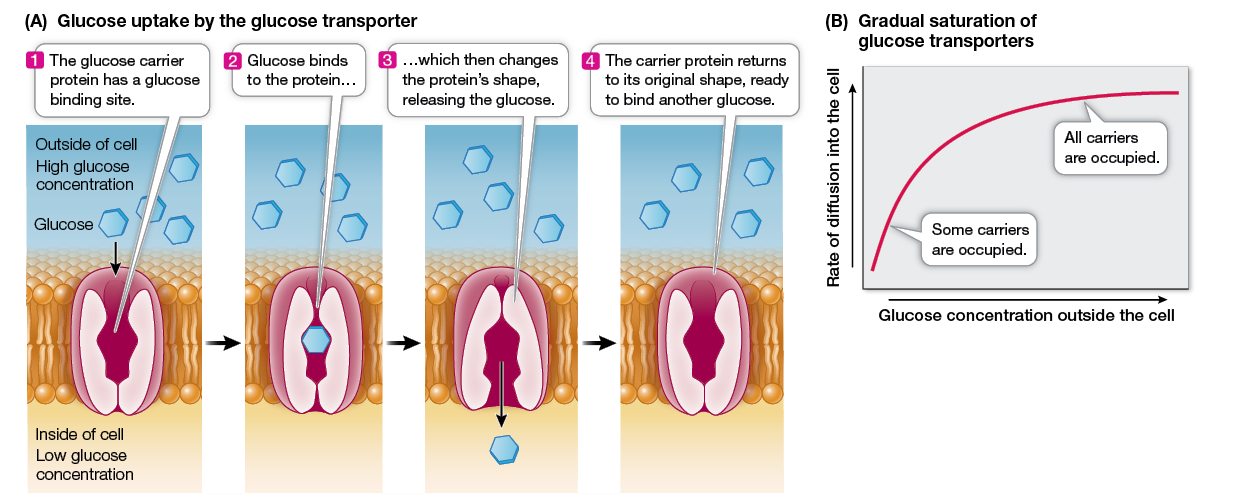 (A) Glucose uptake by the glucose transporter
1 The glucose carrier
protein has a glucose
binding site.
2 Glucose binds
to the protein…
3 …which then changes
the protein's shape,
releasing the glucose.
4 The carrier protein returns
to its original shape, ready
to bind another glucose.
Outside of cell
High glucose
concentration
Glucose
Inside of cell
Low glucose
concentration
(B) Gradual saturation of
glucose transporters
Rate of diffusion into the cell
All carriers
are occupied.
Some carriers
are occupied.
Glucose concentration outside the cell